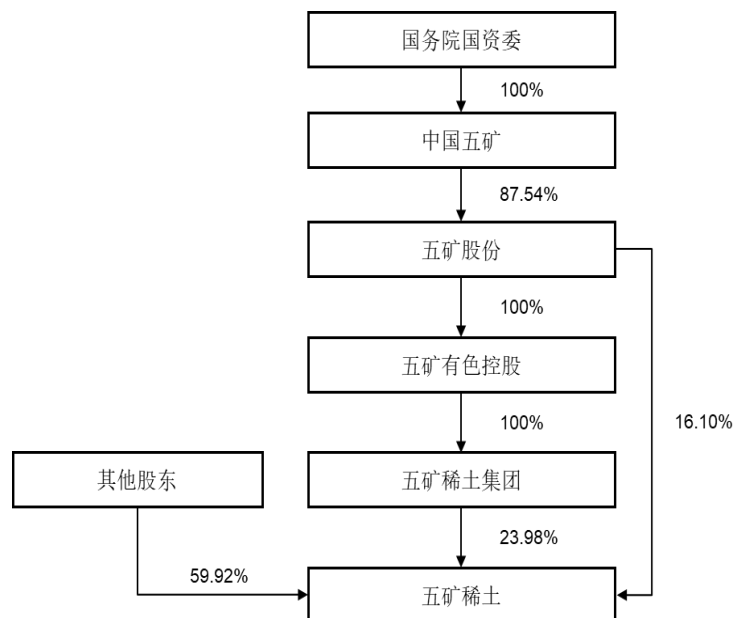 国务院国资委
100%
中国五矿
87.54%
五矿股份
100%
五矿有色控股
16.10%
100%
其他股东
五矿稀土集团
23.98%
59.92%
五矿稀土